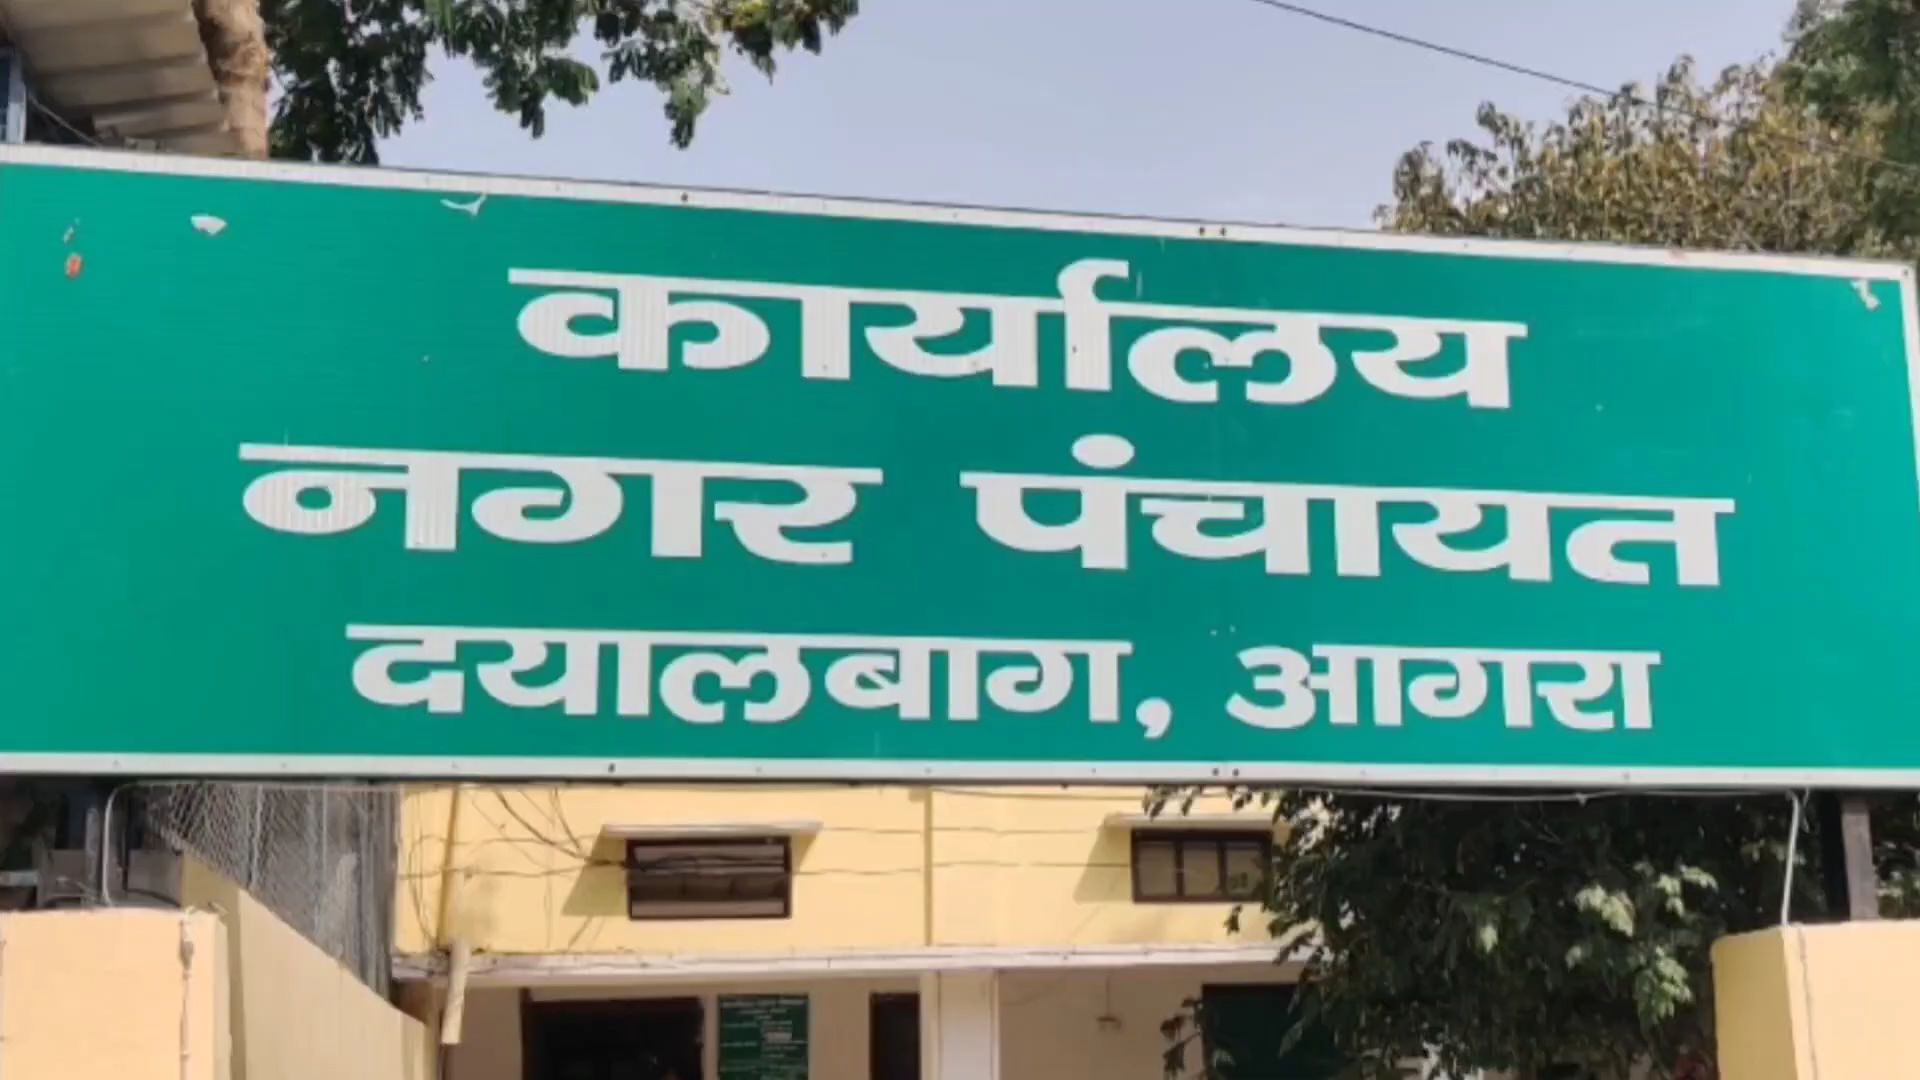 कार्यालय
नगर पंचायत
दयालबाग, आगरा